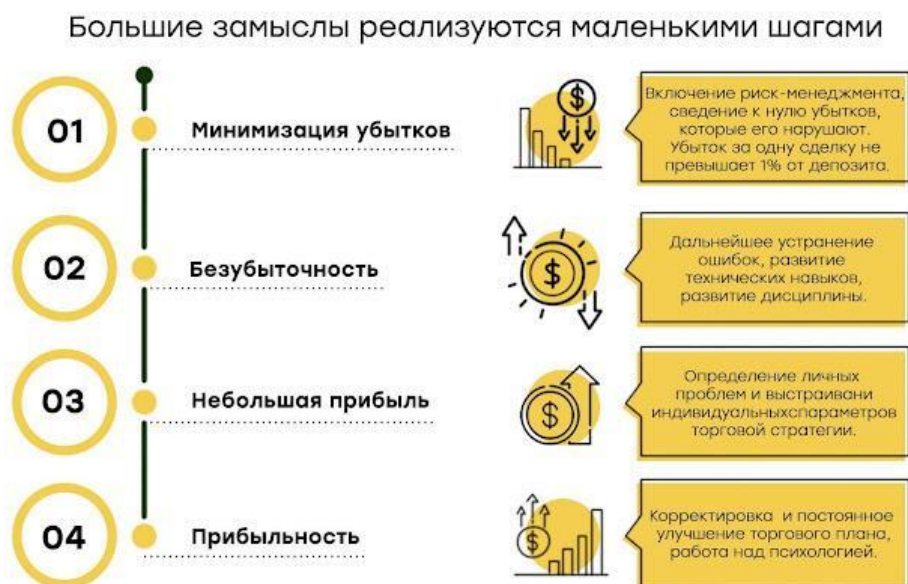 Большие замыслы реализуются маленькими шагами
01
Минимизация убытков
Включение риск-менеджмента,
сведение к нулю убытков,
которые его нарушают.
Убыток за одну сделку не
превышает 1% от депозита.
02
Безубыточность
Дальнейшее устранение
ошибок, развитие
технических навыков,
развитие дисциплины.
03
Небольшая прибыль
Определение личных
проблем и выстраивани
индивидуальныхспараметров
торговой стратегии.
04
Прибыльность
Корректировка и постоянное
улучшение торгового плана,
работа над психологией.